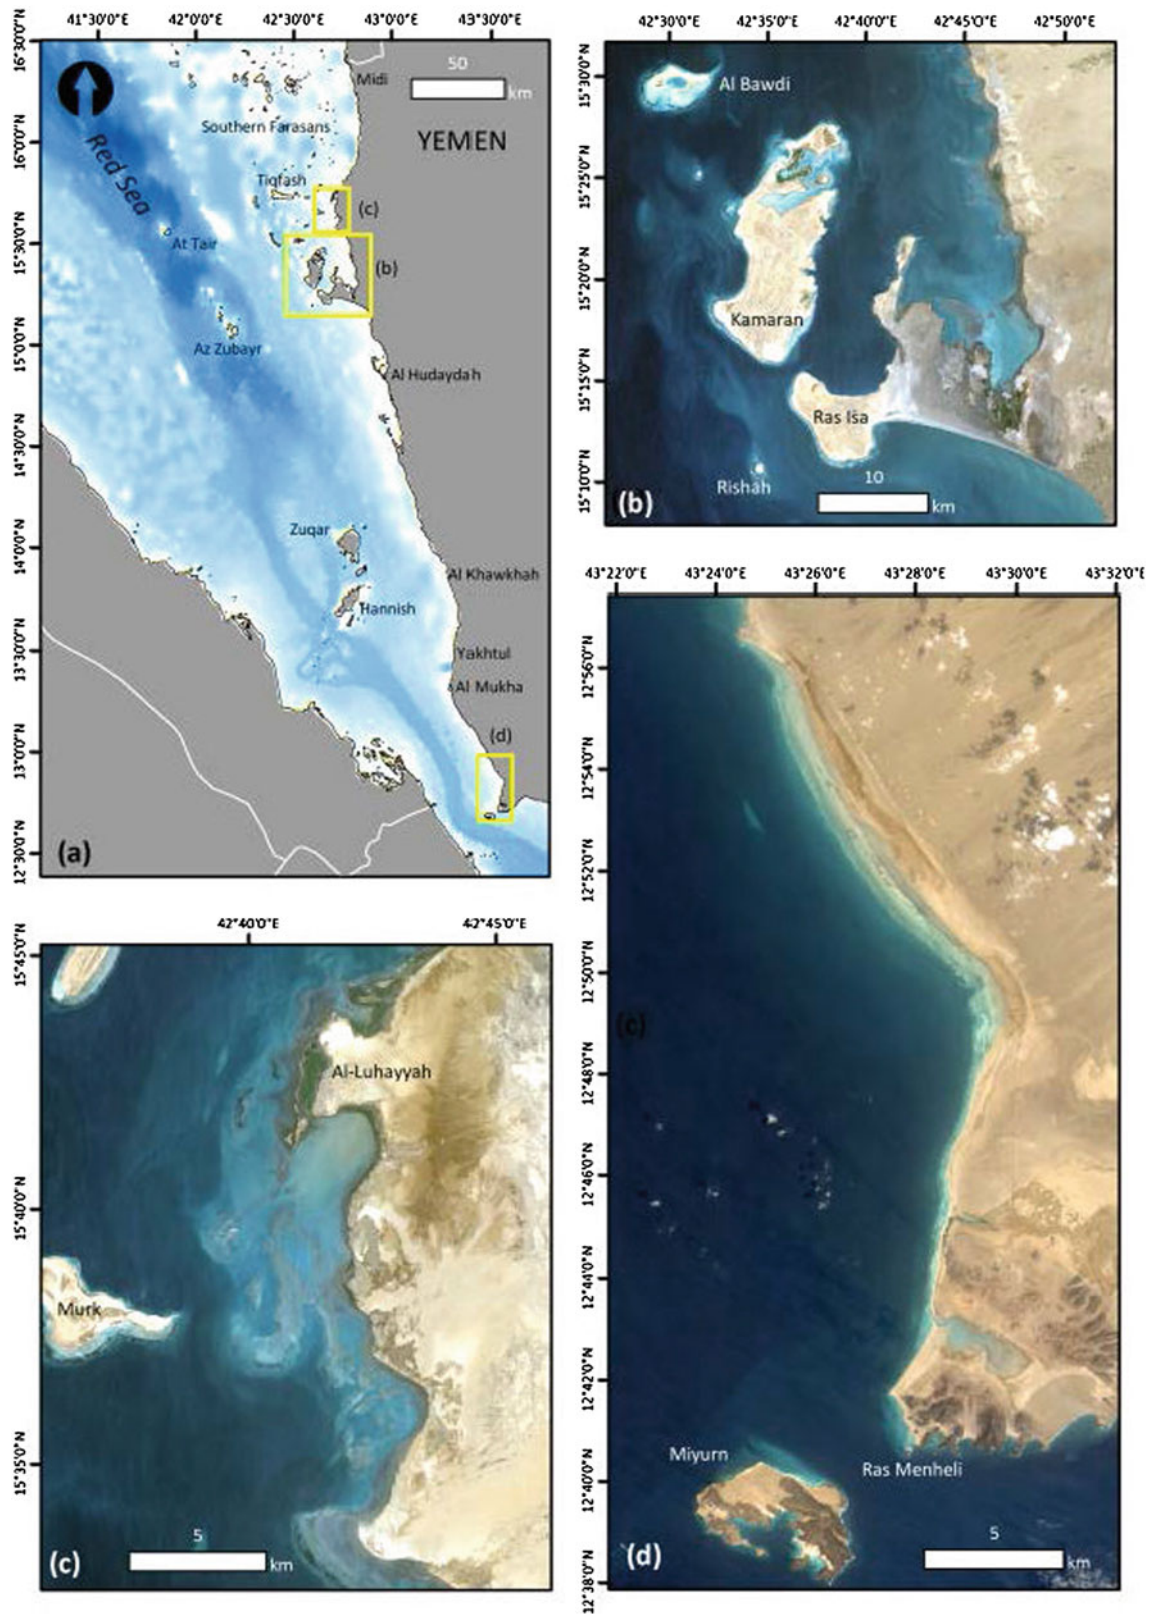 41°30'0"E 42°0'0"E 42°30'0"E 43°0'0"E 43°30'0"E
16°30'0"N
16°0'0"N
15°30'0"N
15°0'0"N
14°30'0"N
14°0'0"N
13°30'0"N
13°0'0"N
12°30'0"N
50
km
Midi
Southern Farasans
YEMEN
Red Sea
Tiqfash
(c)
At Tair
(b)
Az Zubayr
Al Hudaydah
Zuqar
Al Khawkhah
Hannish
Yakhtul
Al Mukha
(d)
(a)
42°30'0"E 42°35'0"E 42°40'0"E 42°45'0"E 42°50'0"E
15°30'0"N
15°25'0"N
15°20'0"N
15°15'0"N
15°10'0"N
Al Bawdi
Kamaran
Ras Isa
Rishah
10
km
(b)
42°40'0"E 42°45'0"E
15°45'0"N
15°40'0"N
15°35'0"N
Al-Luhayyah
Murk
5
km
(c)
43°22'0"E 43°24'0"E 43°26'0"E 43°28'0"E 43°30'0"E 43°32'0"E
12°56'0"N
12°54'0"N
12°52'0"N
12°50'0"N
12°48'0"N
12°46'0"N
12°44'0"N
12°42'0"N
12°40'0"N
12°38'0"N
(c)
Miyurn
Ras Menheli
5
km
(d)